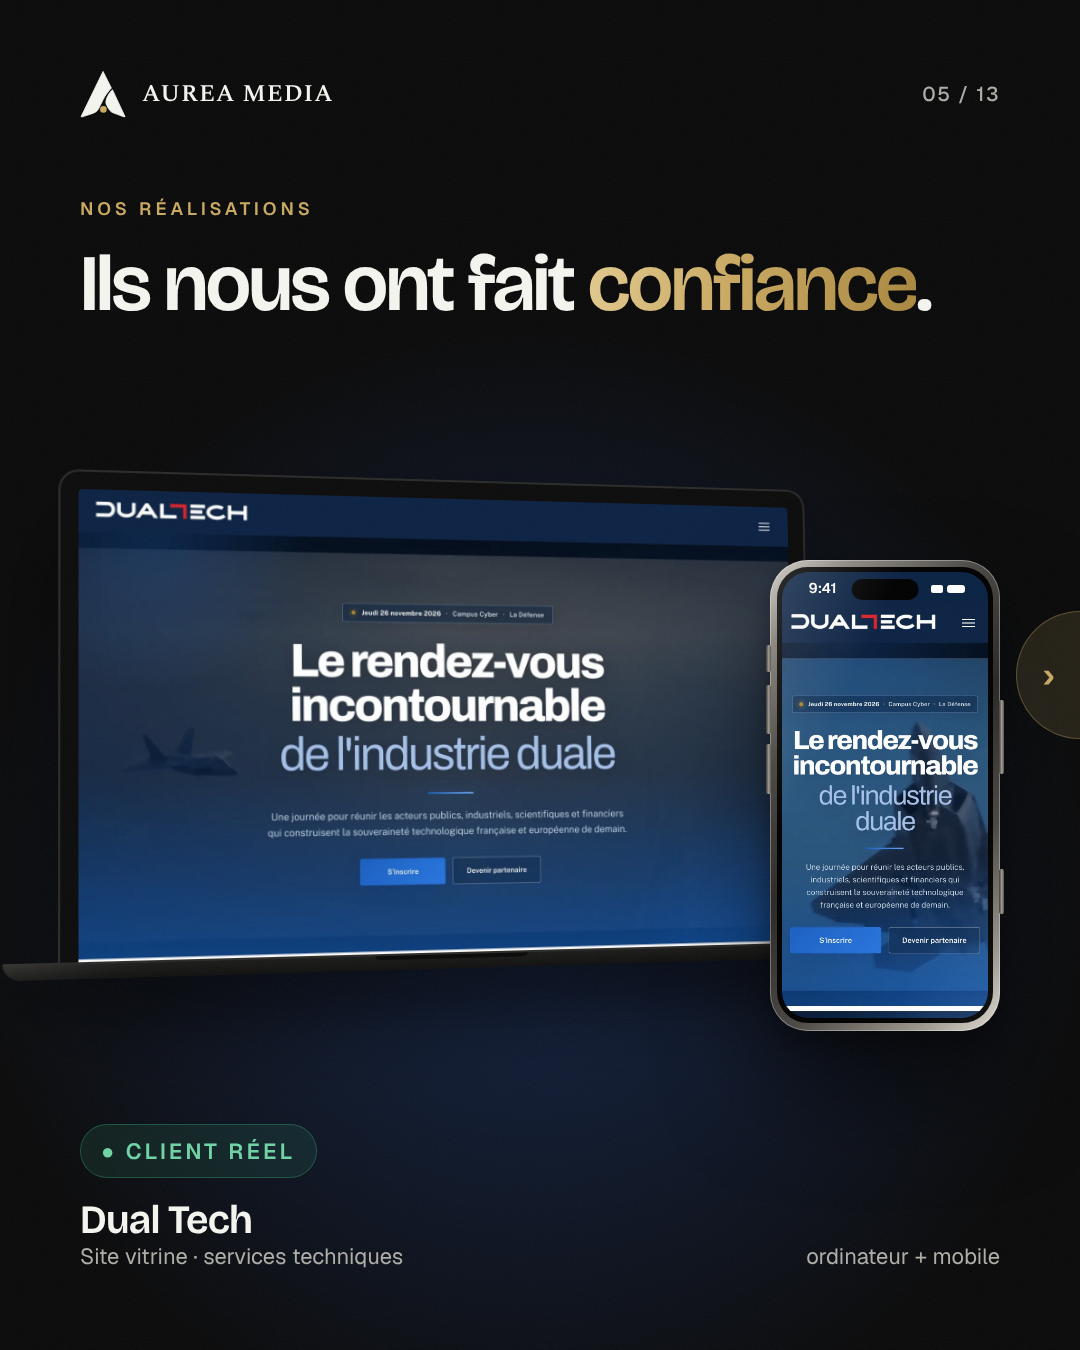 AUREA MEDIA
05 / 13
NOS RÉALISATIONS
Ils nous ont fait confiance.
DUALTECH
Jeudi 26 novembre 2026 · Campus Cyber · La Défense
Le rendez-vous
incontournable
de l'industrie duale
Une journée pour réunir les acteurs publics, industriels, scientifiques et financiers
qui construisent la souveraineté technologique française et européenne de demain.
S'inscrire
Devenir partenaire
9:41
DUALTECH
Jeudi 26 novembre 2026 · Campus Cyber · La Défense
Le rendez-vous
incontournable
de l'industrie
duale
Une journée pour réunir les acteurs publics,
industriels, scientifiques et financiers qui
construisent la souveraineté technologique
française et européenne de demain.
S'inscrire
Devenir partenaire
›
• CLIENT RÉEL
Dual Tech
Site vitrine · services techniques
ordinateur + mobile